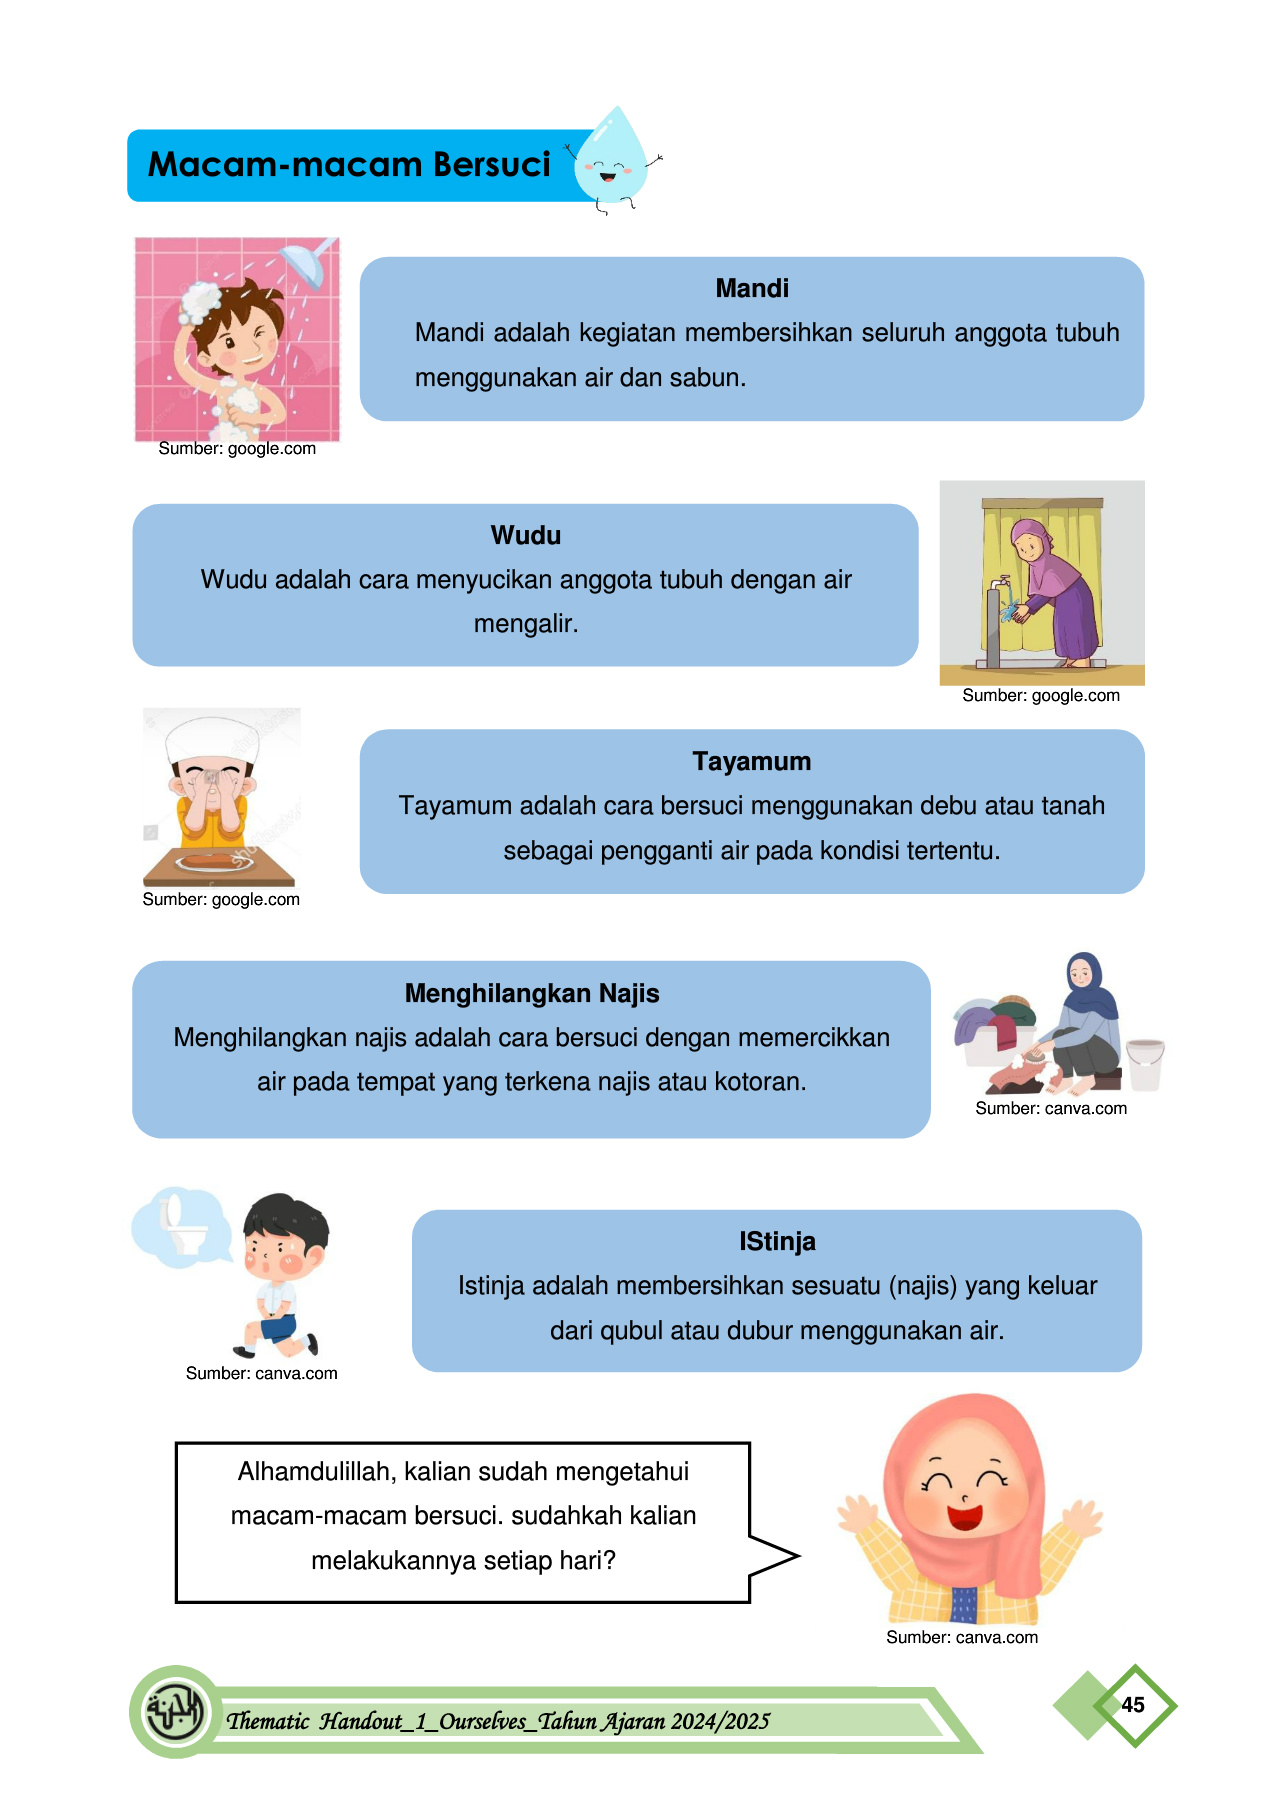 Macam-macam Bersuci
Mandi
Mandi adalah kegiatan membersihkan seluruh anggota tubuh
menggunakan air dan sabun.
Sumber: google.com
Wudu
Wudu adalah cara menyucikan anggota tubuh dengan air
mengalir.
Sumber: google.com
Tayamum
Tayamum adalah cara bersuci menggunakan debu atau tanah
sebagai pengganti air pada kondisi tertentu.
Sumber: google.com
Menghilangkan Najis
Menghilangkan najis adalah cara bersuci dengan memercikkan
air pada tempat yang terkena najis atau kotoran.
Sumber: canva.com
IStinja
Istinja adalah membersihkan sesuatu (najis) yang keluar
dari qubul atau dubur menggunakan air.
Sumber: canva.com
Alhamdulillah, kalian sudah mengetahui
macam-macam bersuci. sudahkah kalian
melakukannya setiap hari?
Sumber: canva.com
Thematic Handout_1_Ourselves_Tahun Ajaran 2024/2025
45